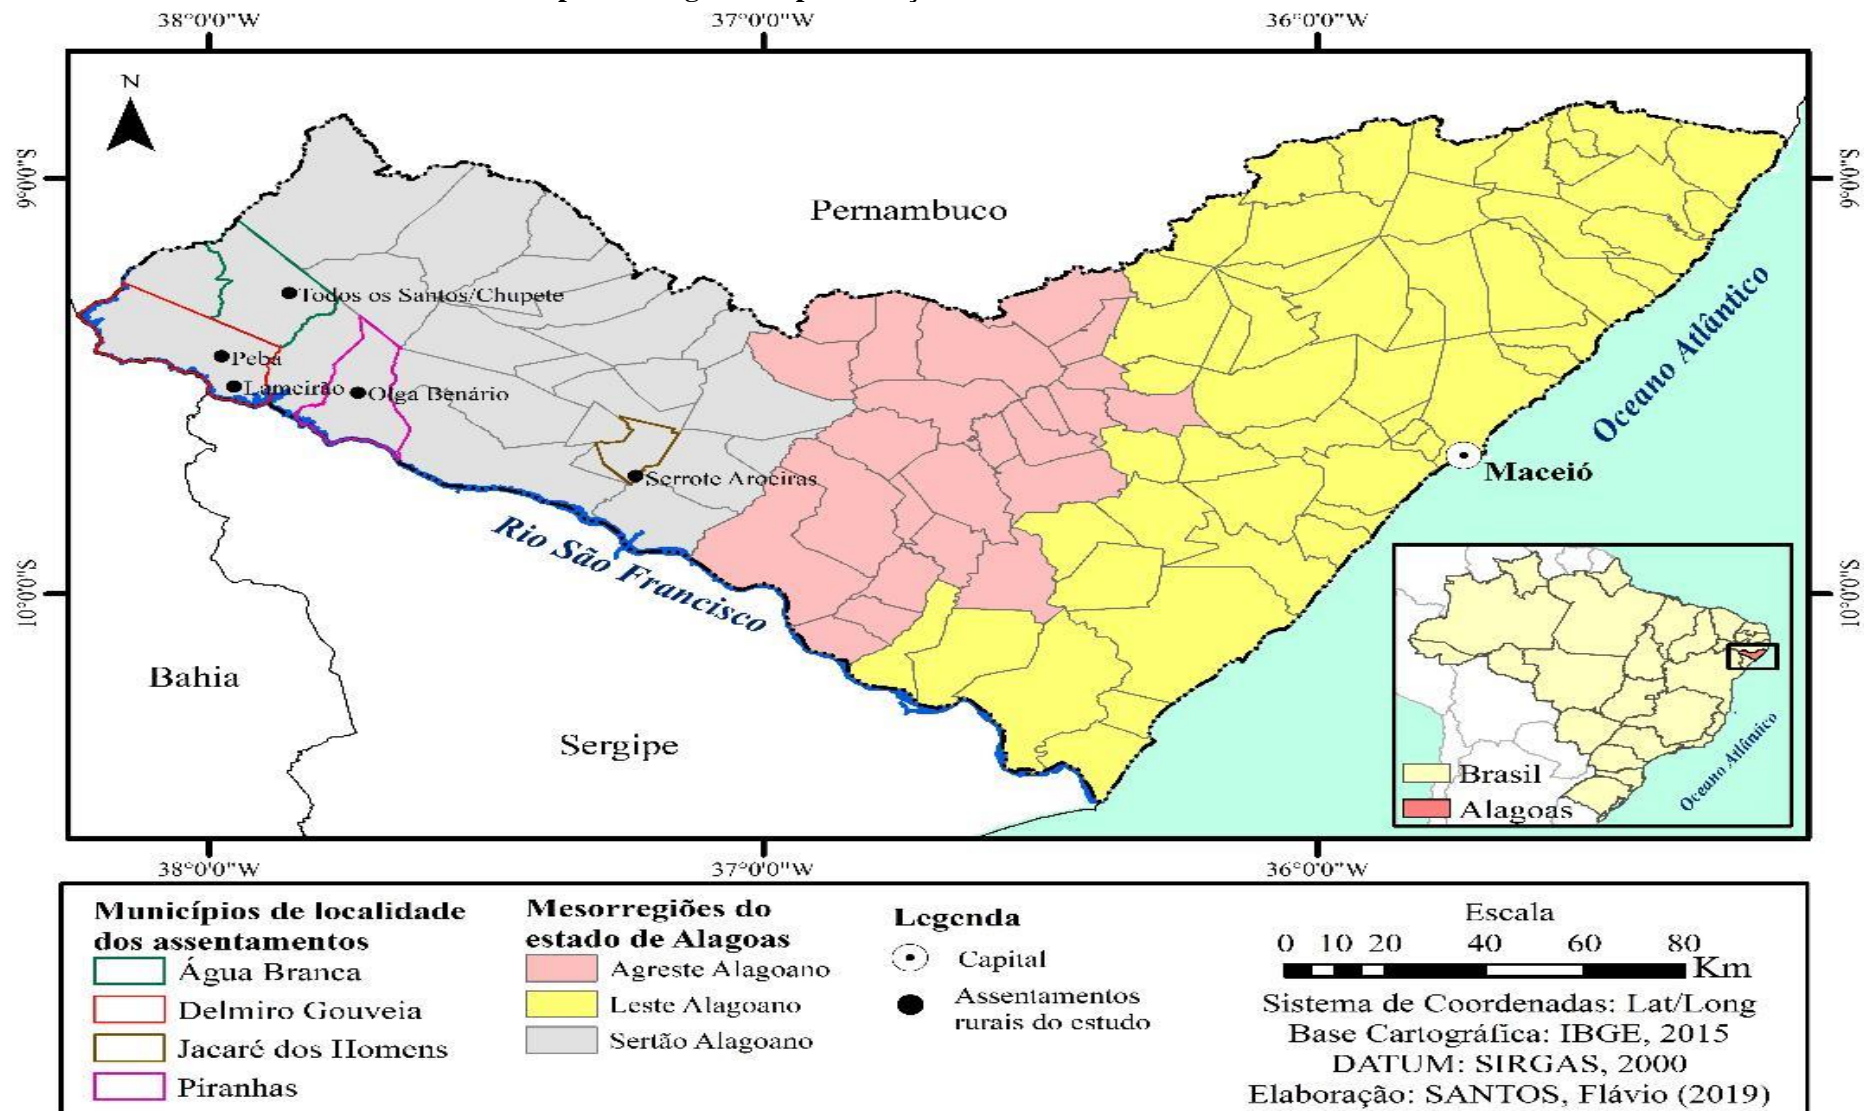 38°0'0"W
37°0'0"W
36°0'0"W
N
9°0'0"S
9°0'0"S
Pernambuco
Todos os Santos/Chupete
Peba
Lameirão
Olga Benário
Serrote Aroeiras
Oceano Atlântico
Maceió
Rio São Francisco
10°0'0"S
10°0'0"S
Bahia
Sergipe
Oceano Atlântico
Brasil
Alagoas
38°0'0"W
37°0'0"W
36°0'0"W
Municípios de localidade
dos assentamentos
Água Branca
Delmiro Gouveia
Jacaré dos Homens
Piranhas
Mesorregiões do
estado de Alagoas
Agreste Alagoano
Leste Alagoano
Sertão Alagoano
Legenda
Capital
Assentamentos
rurais do estudo
Escala
0 10 20 40 60 80
Km
Sistema de Coordenadas: Lat/Long
Base Cartográfica: IBGE, 2015
DATUM: SIRGAS, 2000
Elaboração: SANTOS, Flávio (2019)